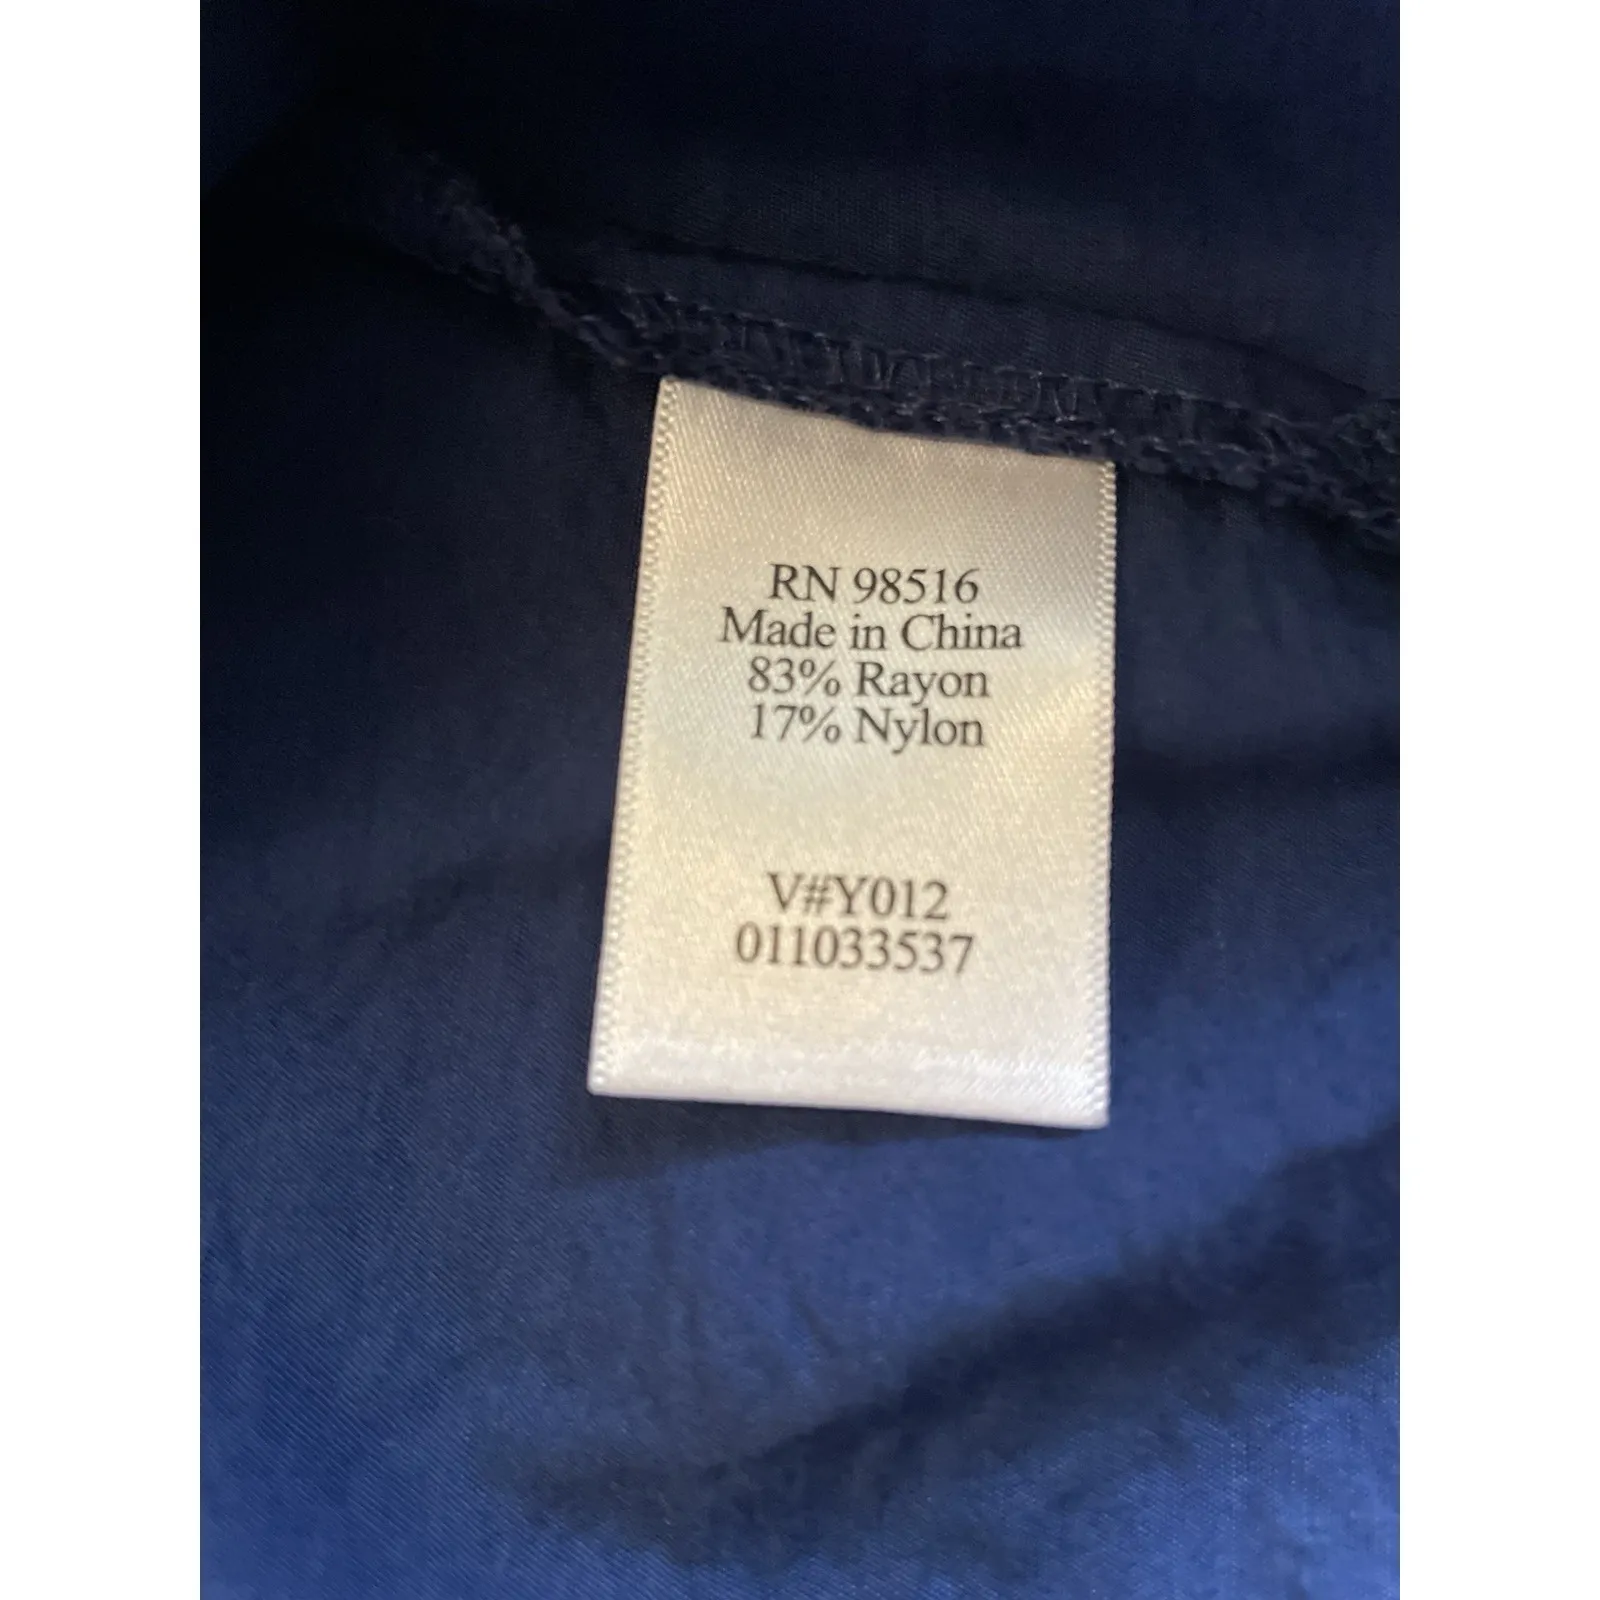 RN 98516
Made in China
83% Rayon
17% Nylon
V#Y012
011033537